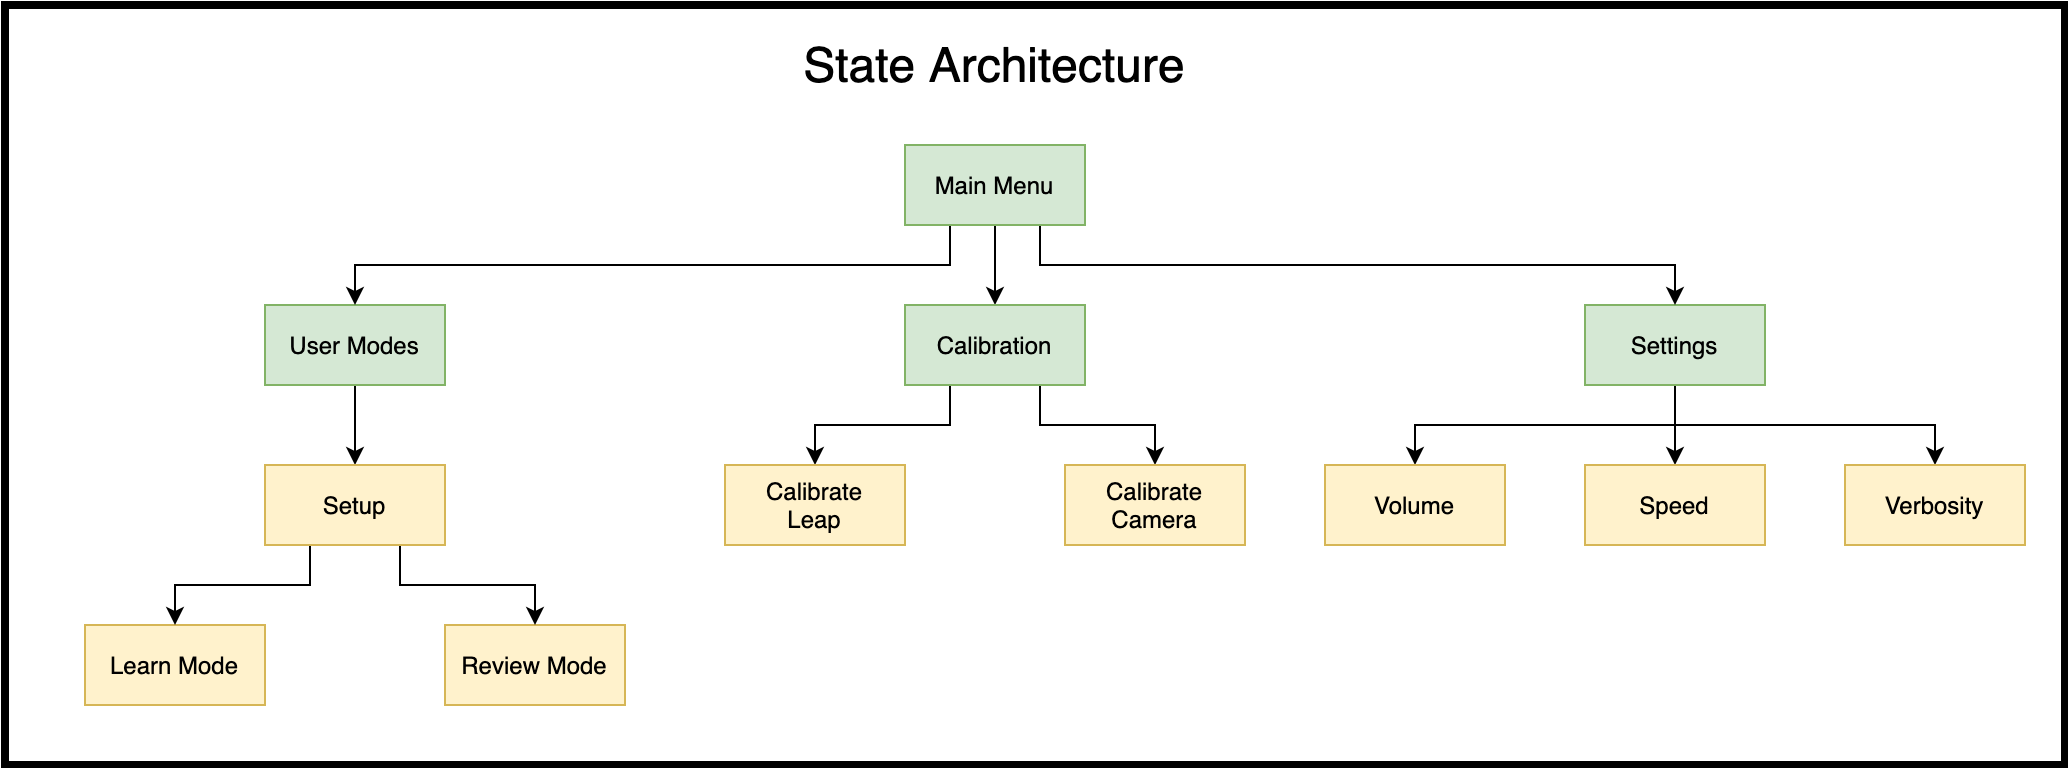 State Architecture
Main Menu
User Modes
Calibration
Settings
Setup
Calibrate
Leap
Calibrate
Camera
Volume
Speed
Verbosity
Learn Mode
Review Mode